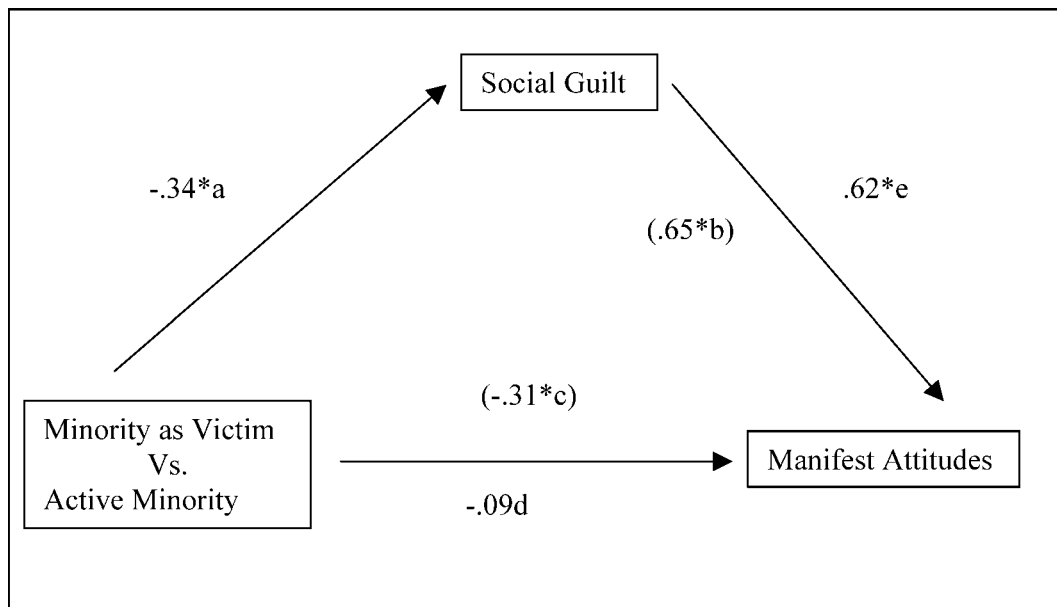 Social Guilt
-.34*a
.62*e
(.65*b)
(-.31*c)
Minority as Victim
Vs.
Active Minority
Manifest Attitudes
-.09d